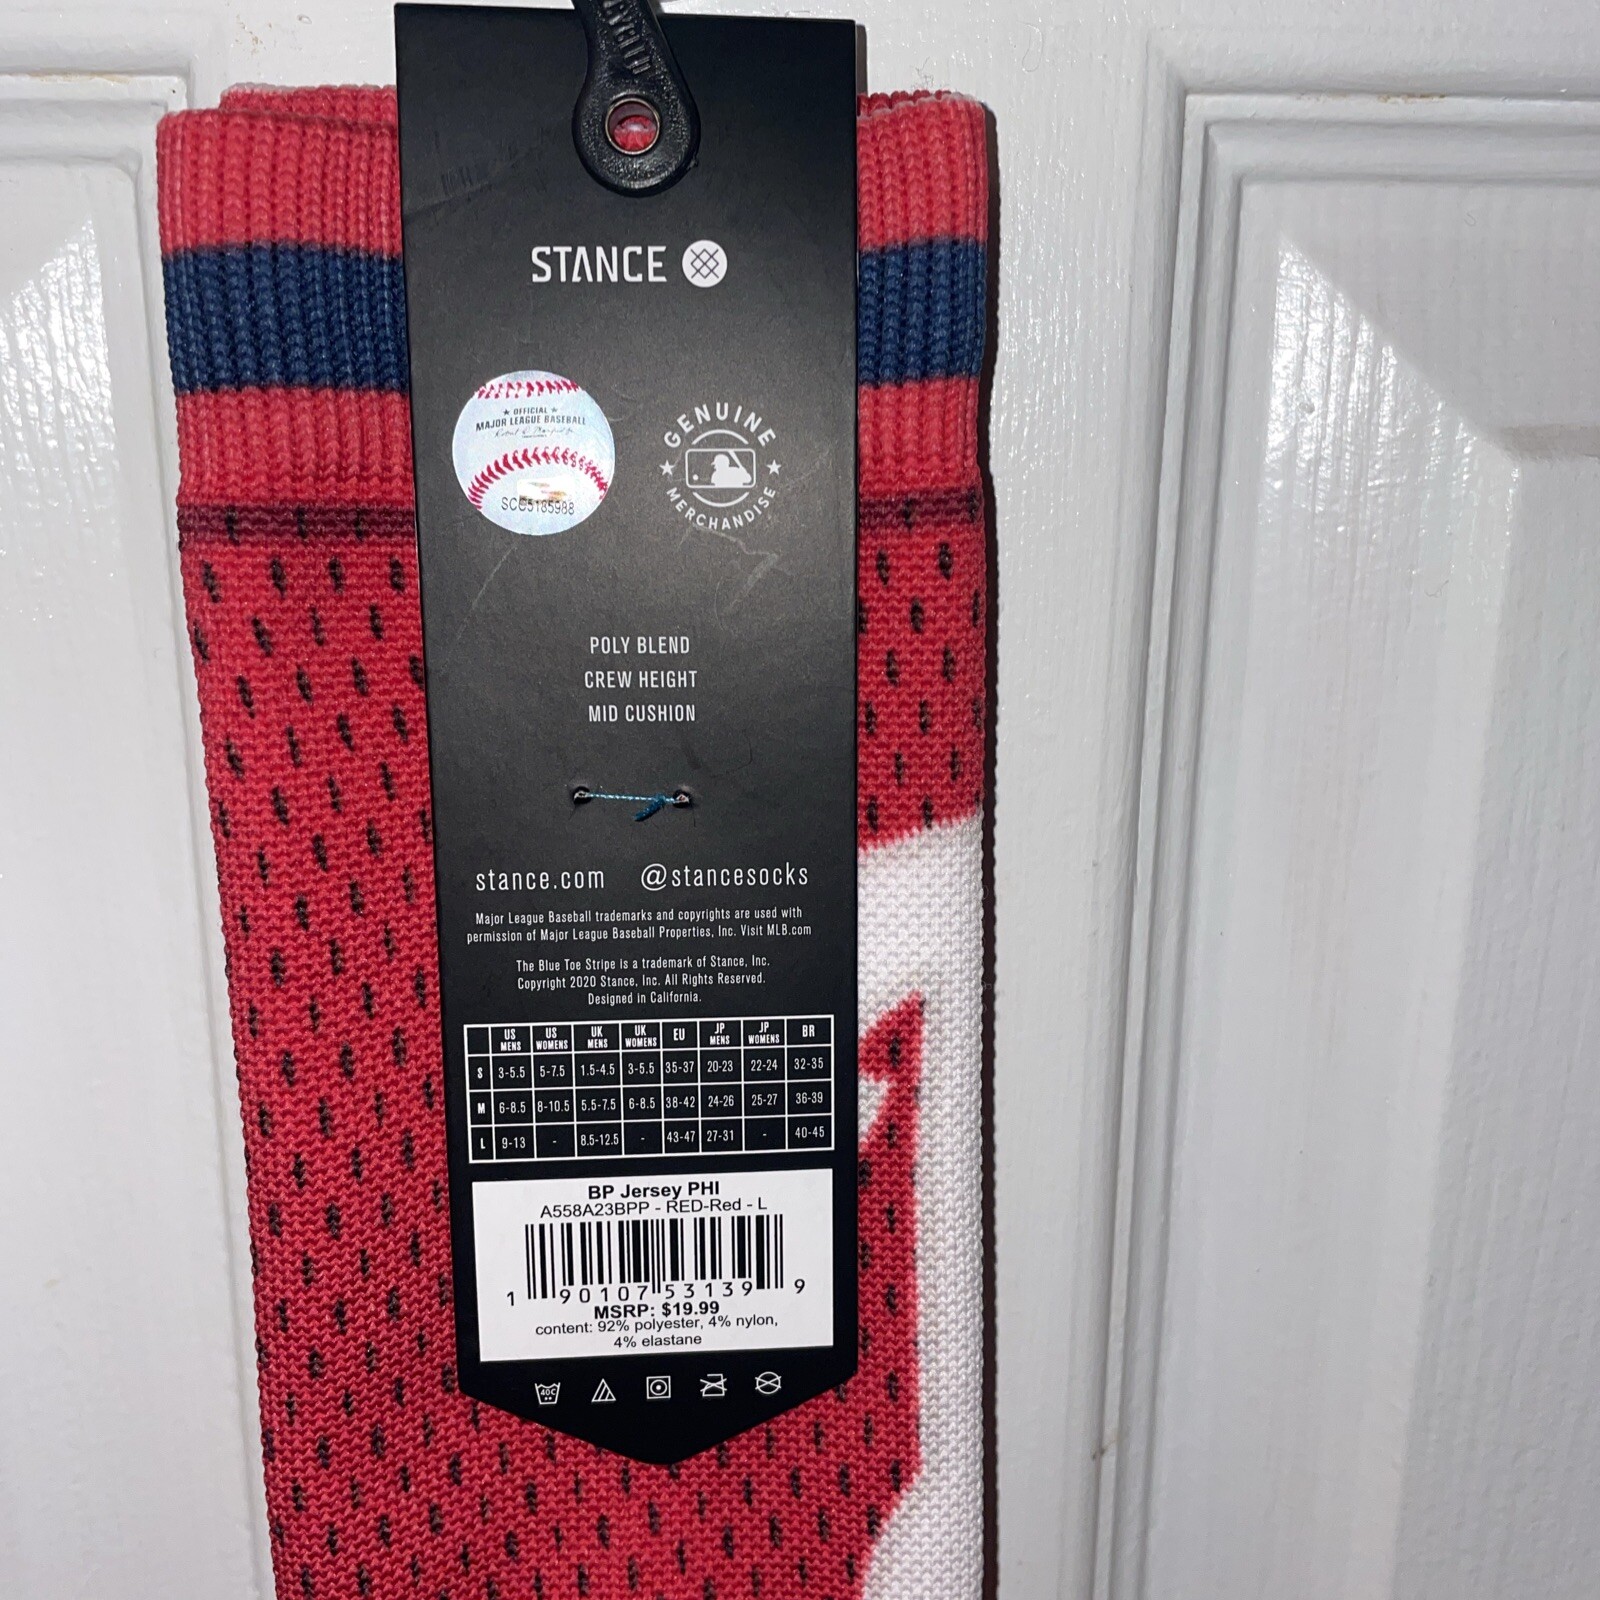 STANCE
★ OFFICIAL ★
MAJOR LEAGUE BASEBALL
SCC5185988
GENUINE
MERCHANDISE
POLY BLEND
CREW HEIGHT
MID CUSHION
stance.com @stancesocks
Major League Baseball trademarks and copyrights are used with
permission of Major League Baseball Properties, Inc. Visit MLB.com
The Blue Toe Stripe is a trademark of Stance, Inc.
Copyright 2020 Stance, Inc. All Rights Reserved.
Designed in California.
US MENS US WOMENS UK MENS UK WOMENS EU JP MENS JP WOMENS BR
S 3-5.5 5-7.5 1.5-4.5 3-5.5 35-37 20-23 22-24 32-35
M 6-8.5 8-10.5 5.5-7.5 6-8.5 38-42 24-26 25-27 36-39
L 9-13 - 8.5-12.5 - 43-47 27-31 - 40-45
BP Jersey PHI
A558A23BPP - RED-Red - L
1 90107 53139 9
MSRP: $19.99
content: 92% polyester, 4% nylon,
4% elastane
40C